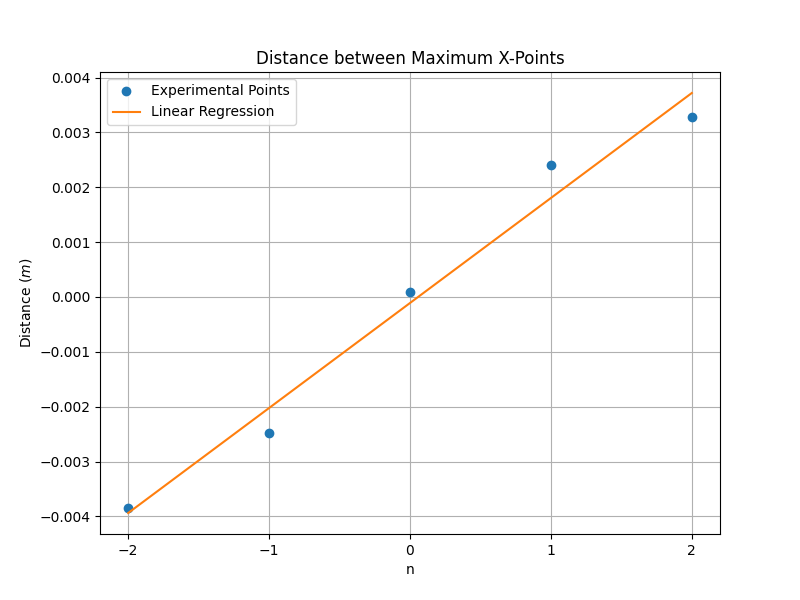 Distance between Maximum X-Points
Experimental Points
Linear Regression
0.004
0.003
0.002
0.001
0.000
−0.001
−0.002
−0.003
−0.004
Distance (m)
−2 −1 0 1 2
n